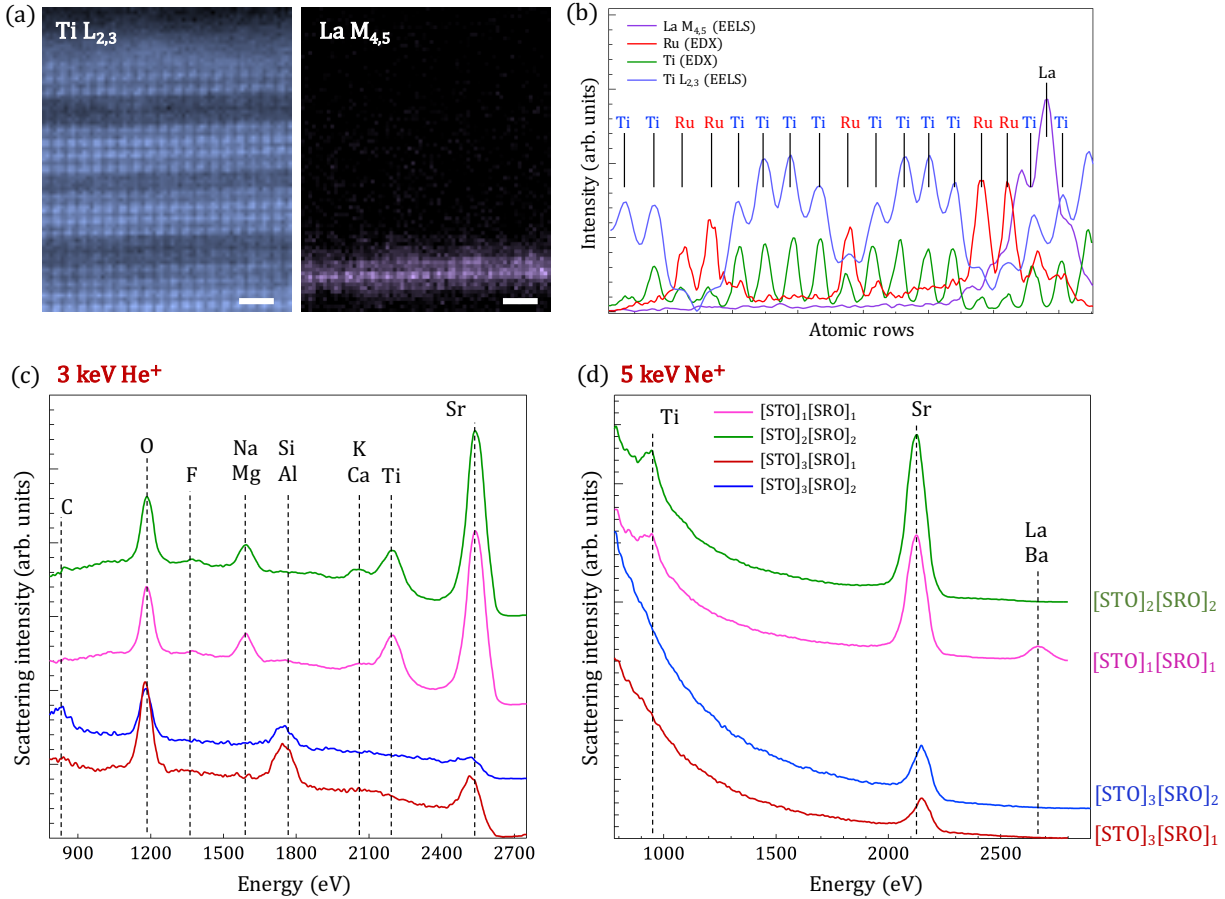 (a)
Ti L2,3
La M4,5
(b)
La M4,5 (EELS)
Ru (EDX)
Ti (EDX)
Ti L2,3 (EELS)
La
Ti Ti Ru Ru Ti Ti Ti Ti Ru Ti Ti Ti Ti Ru Ru Ti Ti
Intensity (arb. units)
Atomic rows
(c) 3 keV He+
C
O
F
Na
Mg
Si
Al
K
Ca
Ti
Sr
Scattering intensity (arb. units)
900 1200 1500 1800 2100 2400 2700
Energy (eV)
(d) 5 keV Ne+
Ti
[STO]1[SRO]1
[STO]2[SRO]2
[STO]3[SRO]1
[STO]3[SRO]2
Sr
La
Ba
[STO]2[SRO]2
[STO]1[SRO]1
[STO]3[SRO]2
[STO]3[SRO]1
Scattering intensity (arb. units)
1000 2000 2500
Energy (eV)